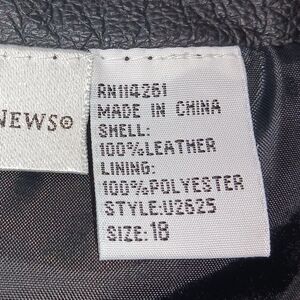 NEWS®
RN114261
MADE IN CHINA
SHELL:
100%LEATHER
LINING:
100%POLYESTER
STYLE:U2625
SIZE:18